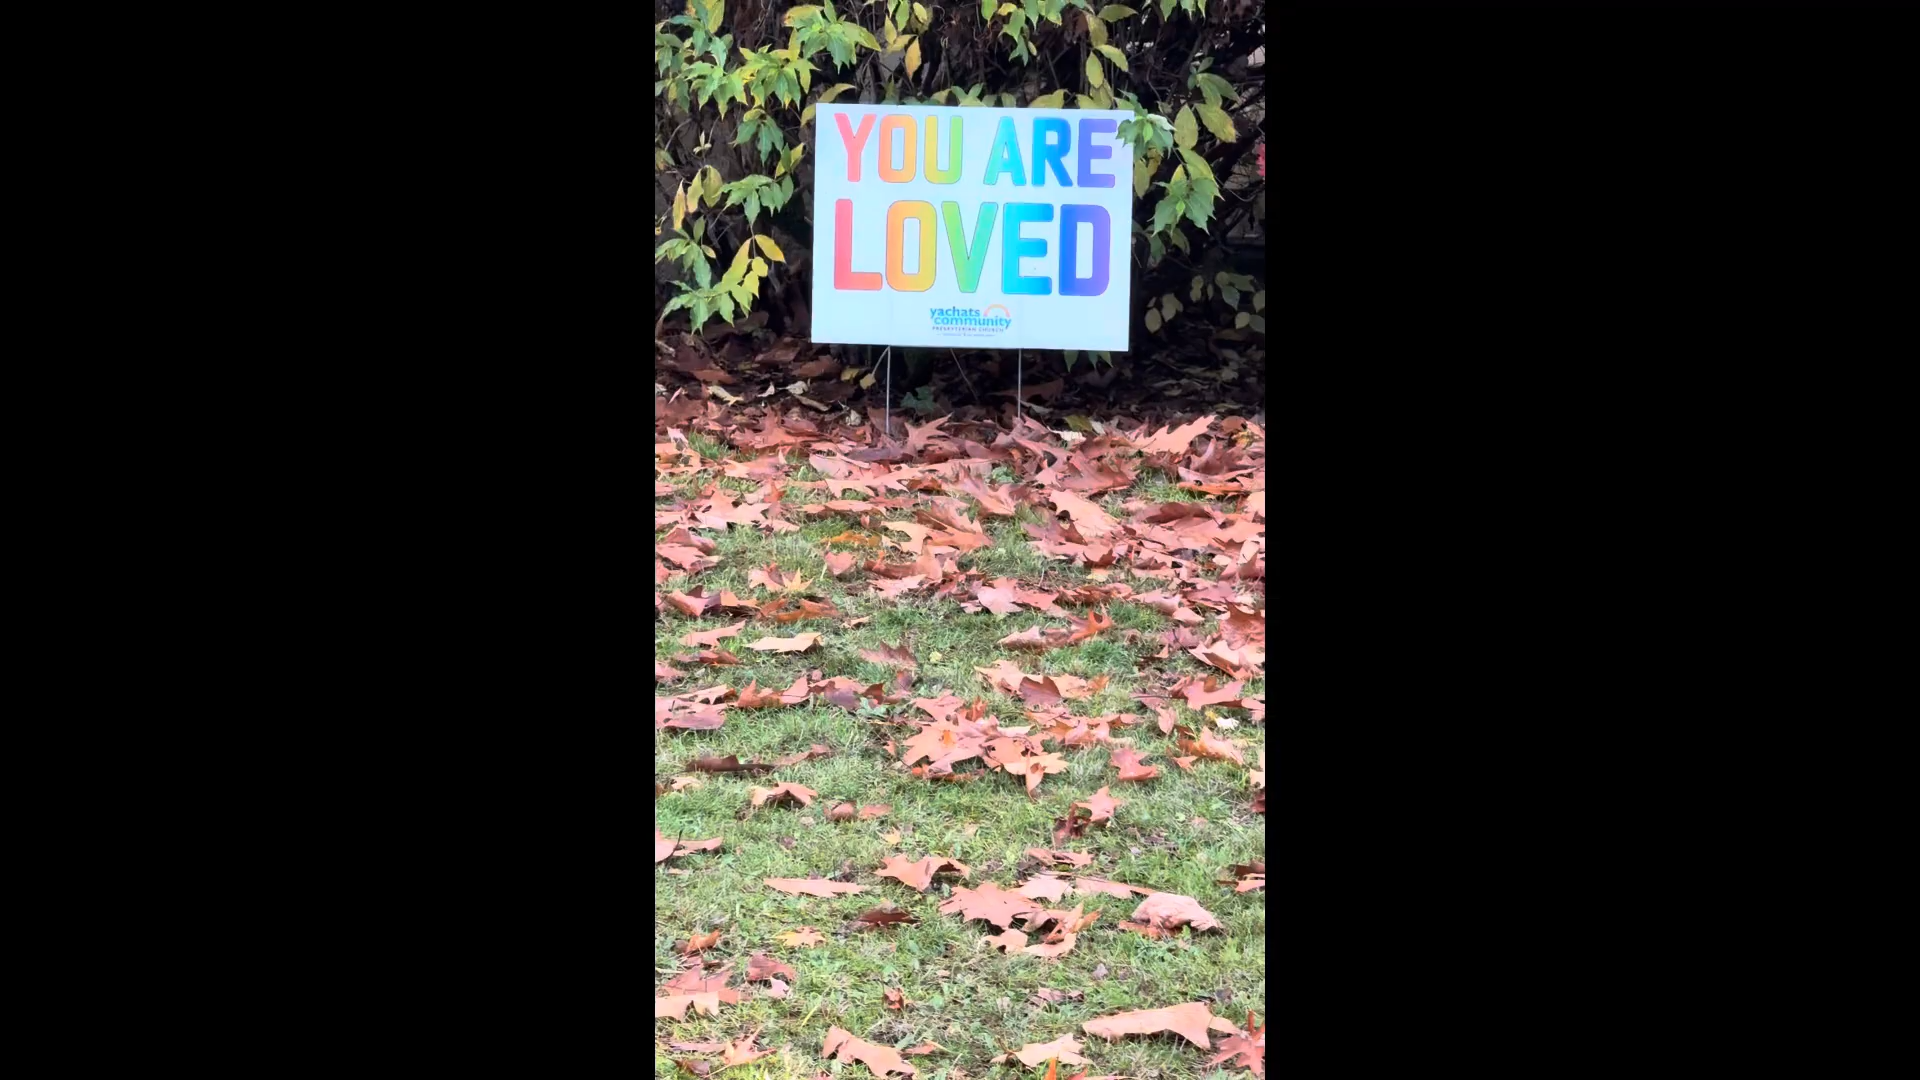 YOU ARE
LOVED
yachats
community
PRESBYTERIAN CHURCH